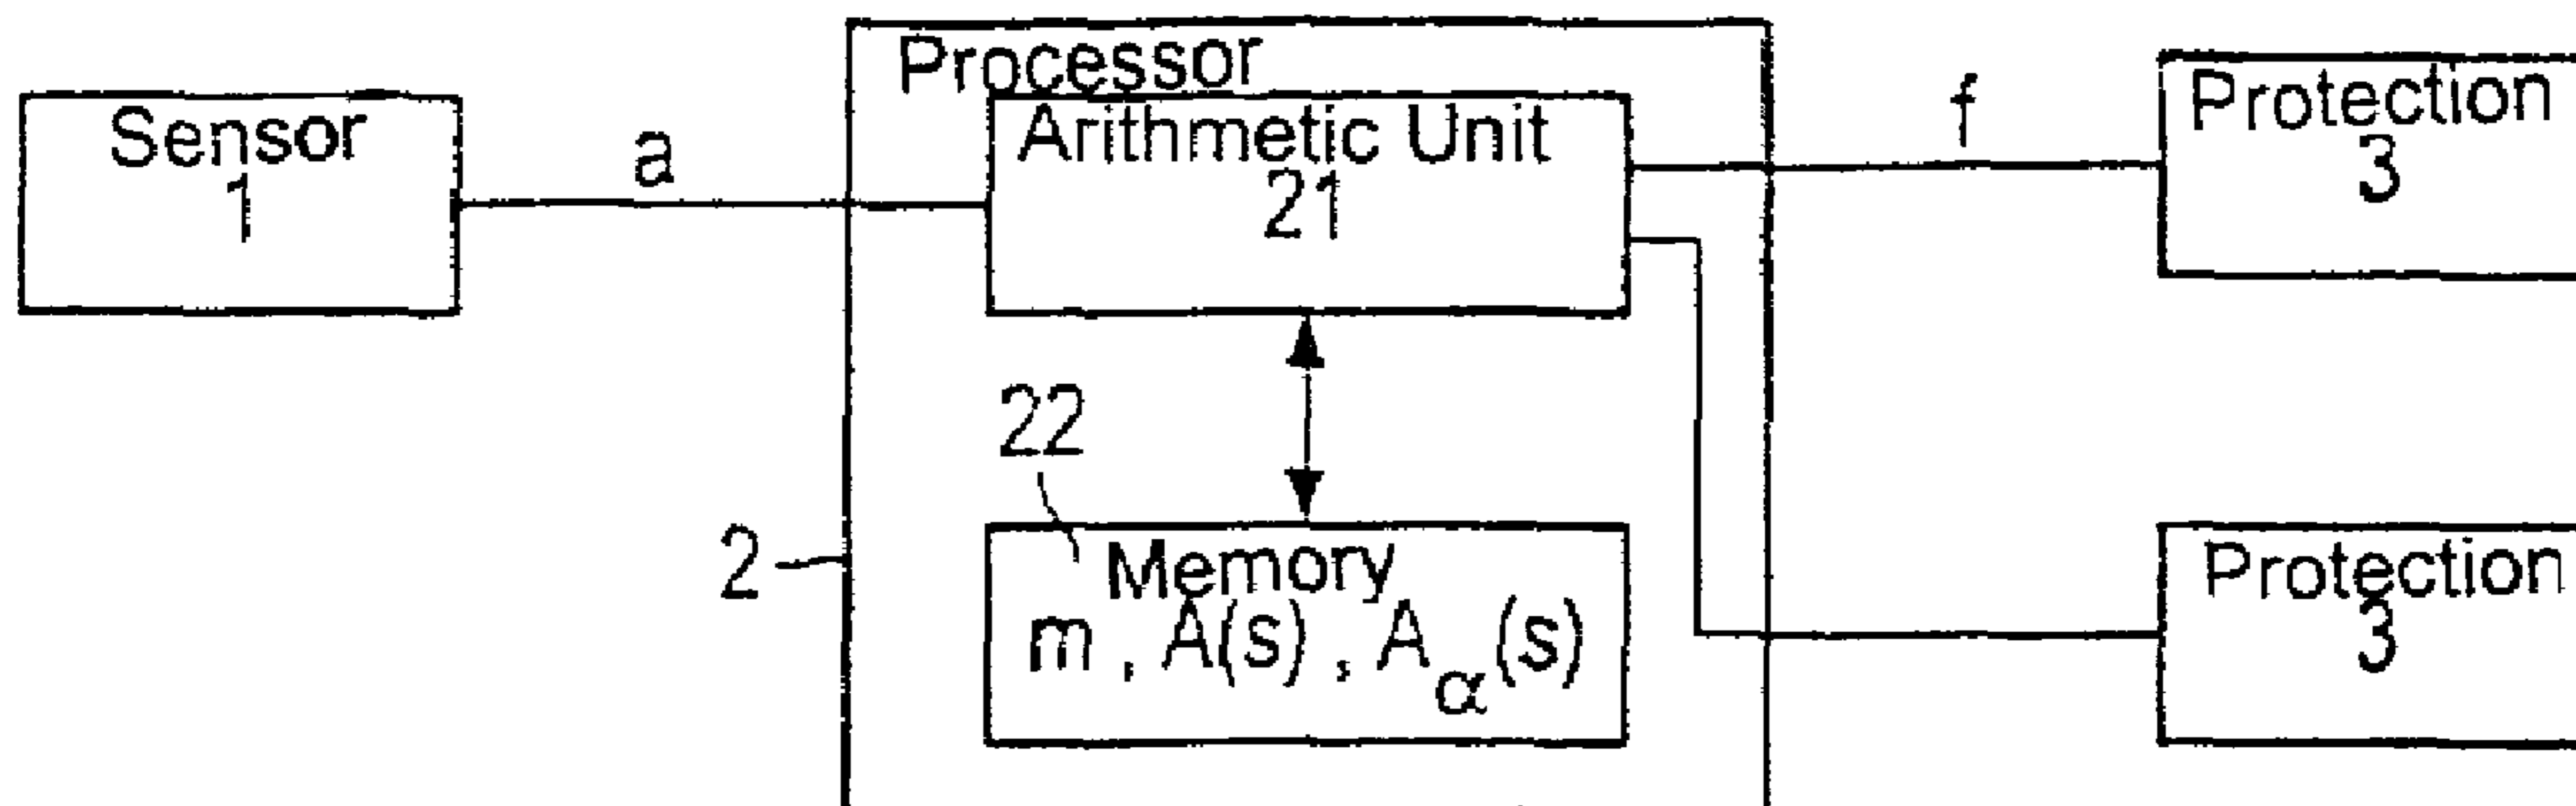 Processor
Sensor
1
a
Arithmetic Unit
21
f
Protection
3
22
2
Memory
m , A(s) , Aα(s)
Protection
3